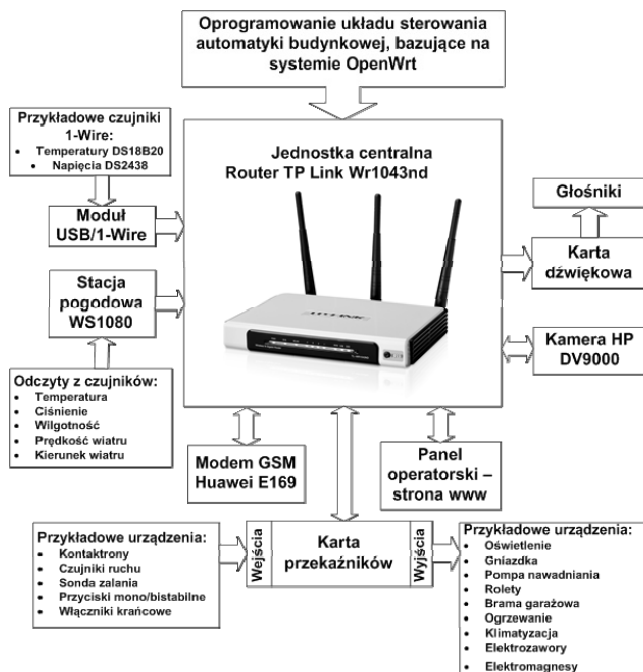 Oprogramowanie układu sterowania
automatyki budynkowej, bazujące na
systemie OpenWrt
Przykładowe czujniki
1-Wire:
• Temperatury DS18B20
• Napięcia DS2438
Moduł
USB/1-Wire
Stacja
pogodowa
WS1080
Odczyty z czujników:
• Temperatura
• Ciśnienie
• Wilgotność
• Prędkość wiatru
• Kierunek wiatru
Jednostka centralna
Router TP Link Wr1043nd
TP-LINK
Głośniki
Karta
dźwiękowa
Kamera HP
DV9000
Modem GSM
Huawei E169
Panel
operatorski –
strona www
Przykładowe urządzenia:
• Kontaktrony
• Czujniki ruchu
• Sonda zalania
• Przyciski mono/bistabilne
• Włączniki krańcowe
Wejścia
Karta
przekaźników
Wyjścia
Przykładowe urządzenia:
• Oświetlenie
• Gniazdka
• Pompa nawadniania
• Rolety
• Brama garażowa
• Ogrzewanie
• Klimatyzacja
• Elektrozawory
• Elektromagnesy